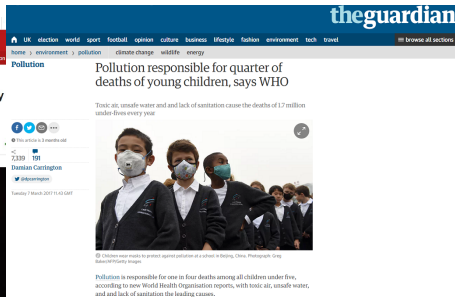 theguardian
UK election world sport football opinion culture business lifestyle fashion environment tech travel
browse all sections
home > environment > pollution climate change wildlife energy
Pollution
Pollution responsible for quarter of
deaths of young children, says WHO
Toxic air, unsafe water and and lack of sanitation cause the deaths of 1.7 million
under-fives every year
This article is 3 months old
7,339 191
Damian Carrington
@dpcarrington
Tuesday 7 March 2017 11.43 GMT
Children wear masks to protect against pollution at a school in Beijing, China. Photograph: Greg
Baker/AFP/Getty Images
Pollution is responsible for one in four deaths among all children under five,
according to new World Health Organisation reports, with toxic air, unsafe water,
and and lack of sanitation the leading causes.